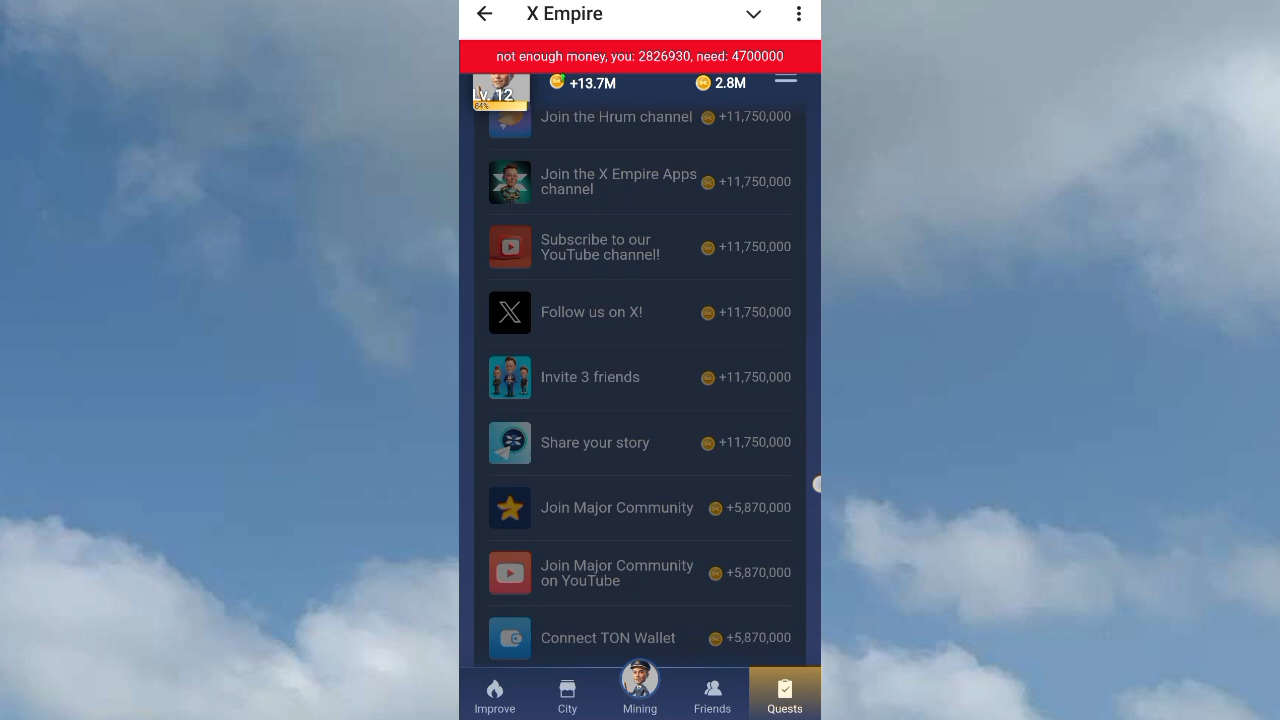 X Empire
not enough money, you: 2826930, need: 4700000
Lv. 12
84%
+13.7M
2.8M
Join the Hrum channel +11,750,000
Join the X Empire Apps
channel
+11,750,000
Subscribe to our
YouTube channel!
+11,750,000
Follow us on X! +11,750,000
Invite 3 friends +11,750,000
Share your story +11,750,000
Join Major Community +5,870,000
Join Major Community
on YouTube
+5,870,000
Connect TON Wallet +5,870,000
Improve City Mining Friends Quests